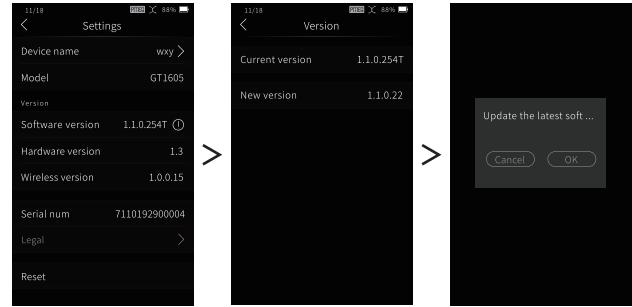 11/18 88%
Settings
Device name wxy
Model GT1605
Version
Software version 1.1.0.254T
Hardware version 1.3
Wireless version 1.0.0.15
Serial num 7110192900004
Legal
Reset
11/18 88%
Version
Current version 1.1.0.254T
New version 1.1.0.22
Update the latest soft ...
Cancel OK